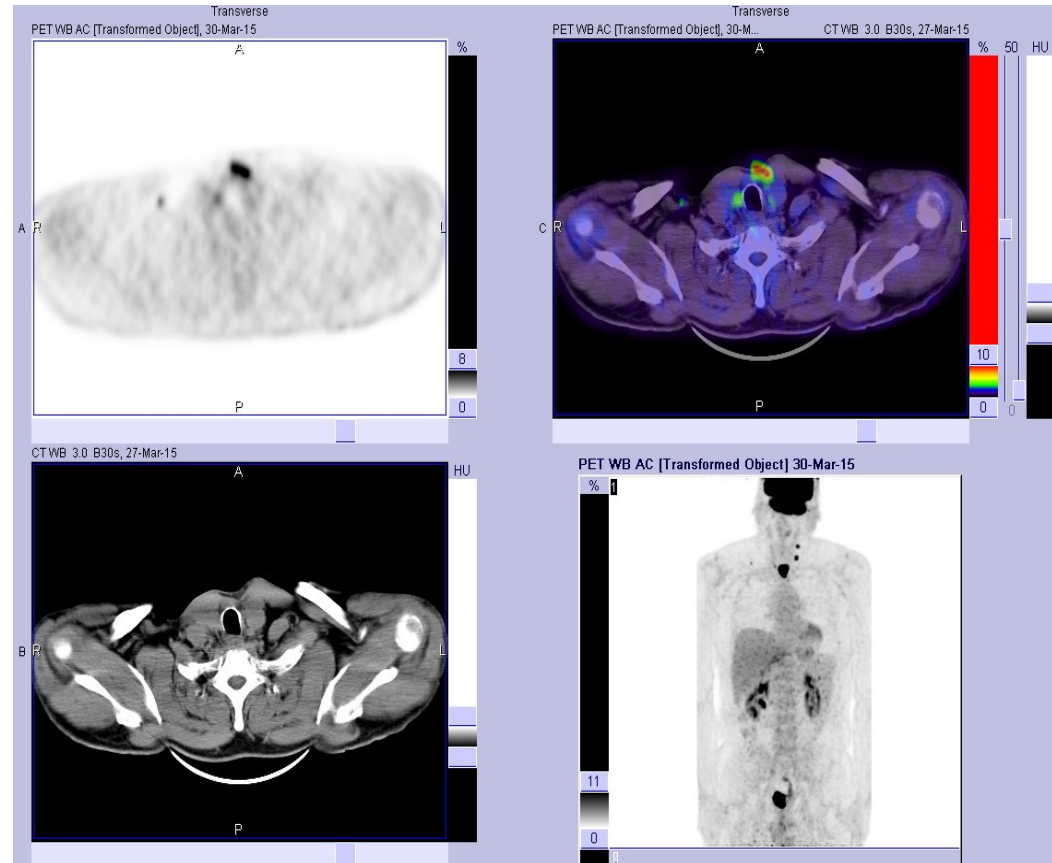 Transverse
PET WB AC [Transformed Object], 30-Mar-15
%
A
A
R
L
8
0
P
Transverse
PET WB AC [Transformed Object], 30-M...
CT WB 3.0 B30s, 27-Mar-15
%
50
HU
A
C
R
L
10
0
0
P
CT WB 3.0 B30s, 27-Mar-15
HU
A
B
R
L
P
PET WB AC [Transformed Object] 30-Mar-15
%
1
11
0